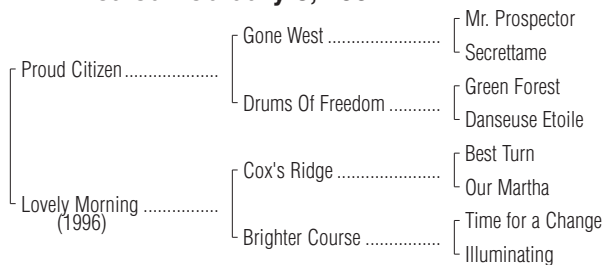 Mr. Prospector
Gone West
Secrettame
Proud Citizen
Green Forest
Drums Of Freedom
Danseuse Etoile
Best Turn
Cox's Ridge
Our Martha
Lovely Morning
(1996)
Time for a Change
Brighter Course
Illuminating